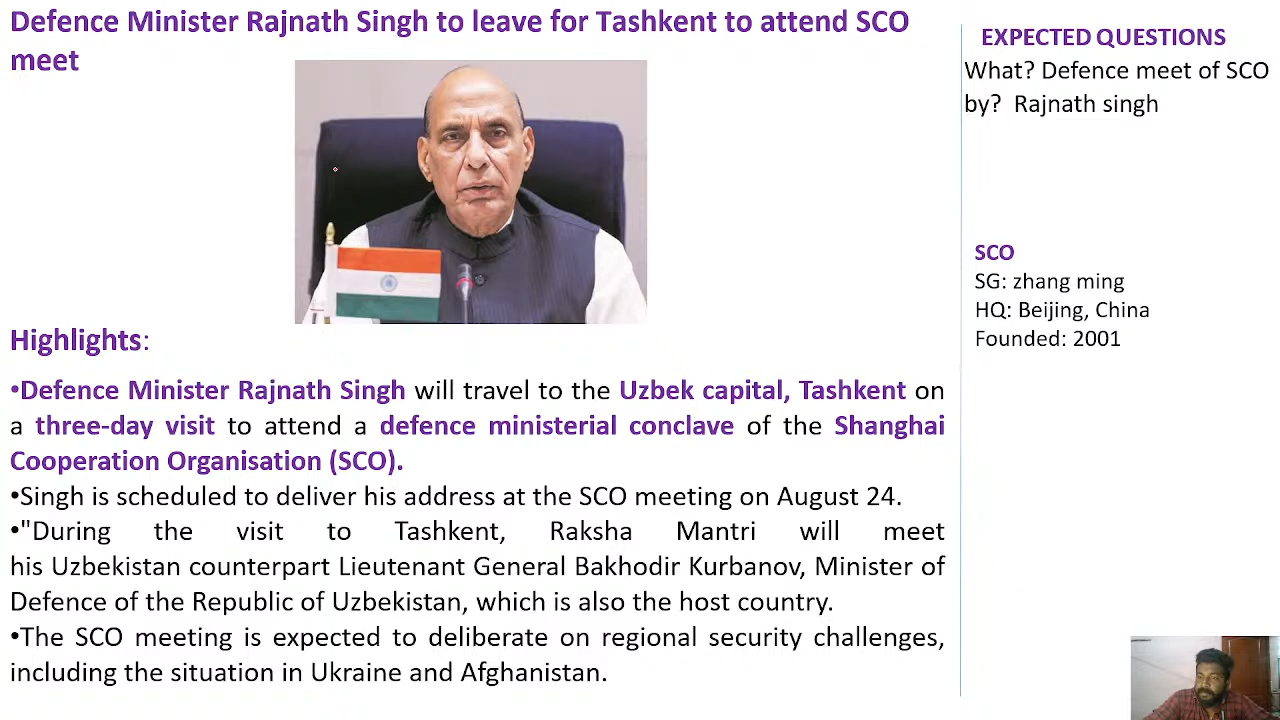 Defence Minister Rajnath Singh to leave for Tashkent to attend SCO
meet
Highlights:
•Defence Minister Rajnath Singh will travel to the Uzbek capital, Tashkent on
a three-day visit to attend a defence ministerial conclave of the Shanghai
Cooperation Organisation (SCO).
•Singh is scheduled to deliver his address at the SCO meeting on August 24.
•"During the visit to Tashkent, Raksha Mantri will meet
his Uzbekistan counterpart Lieutenant General Bakhodir Kurbanov, Minister of
Defence of the Republic of Uzbekistan, which is also the host country.
•The SCO meeting is expected to deliberate on regional security challenges,
including the situation in Ukraine and Afghanistan.
EXPECTED QUESTIONS
What? Defence meet of SCO
by? Rajnath singh
SCO
SG: zhang ming
HQ: Beijing, China
Founded: 2001